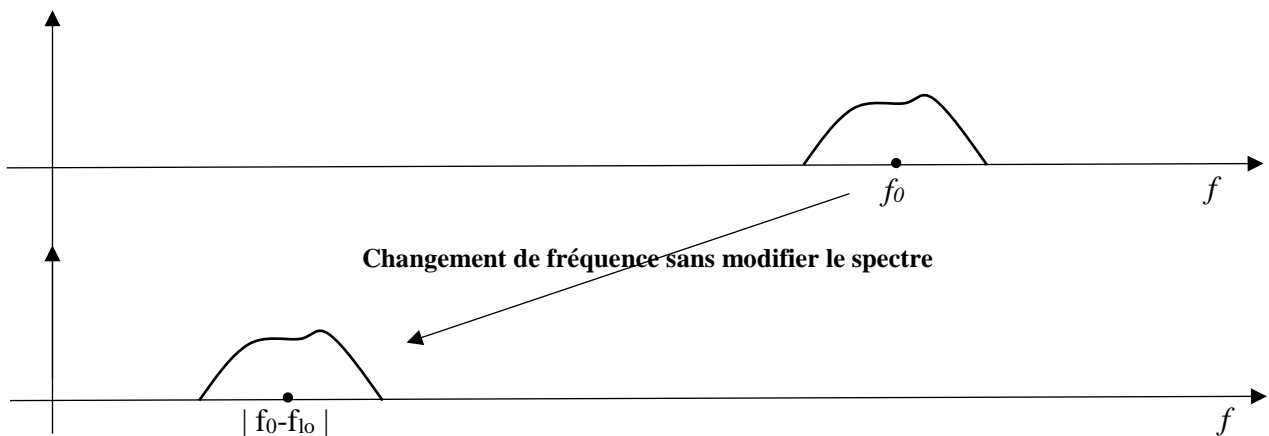 f0
f
Changement de fréquence sans modifier le spectre
| f0-flo |
f